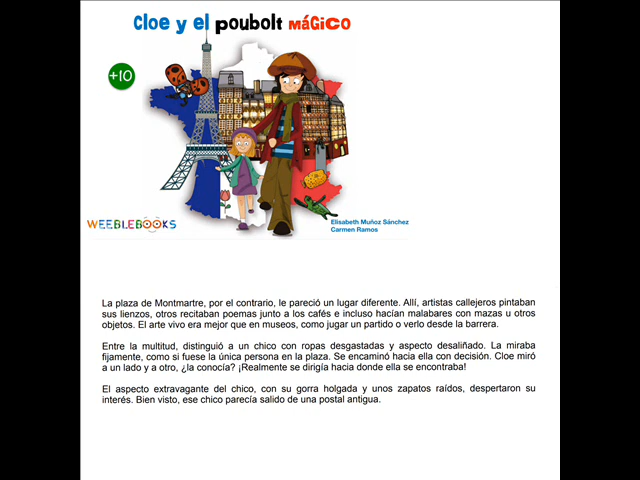 Cloe y el poubolt mágico
+10
WEEBLEBOOKS
Elisabeth Muñoz Sánchez
Carmen Ramos
La plaza de Montmartre, por el contrario, le pareció un lugar diferente. Allí, artistas callejeros pintaban
sus lienzos, otros recitaban poemas junto a los cafés e incluso hacían malabares con mazas u otros
objetos. El arte vivo era mejor que en museos, como jugar un partido o verlo desde la barrera.
Entre la multitud, distinguió a un chico con ropas desgastadas y aspecto desaliñado. La miraba
fijamente, como si fuese la única persona en la plaza. Se encaminó hacia ella con decisión. Cloe miró
a un lado y a otro, ¿la conocía? ¡Realmente se dirigía hacia donde ella se encontraba!
El aspecto extravagante del chico, con su gorra holgada y unos zapatos raídos, despertaron su
interés. Bien visto, ese chico parecía salido de una postal antigua.